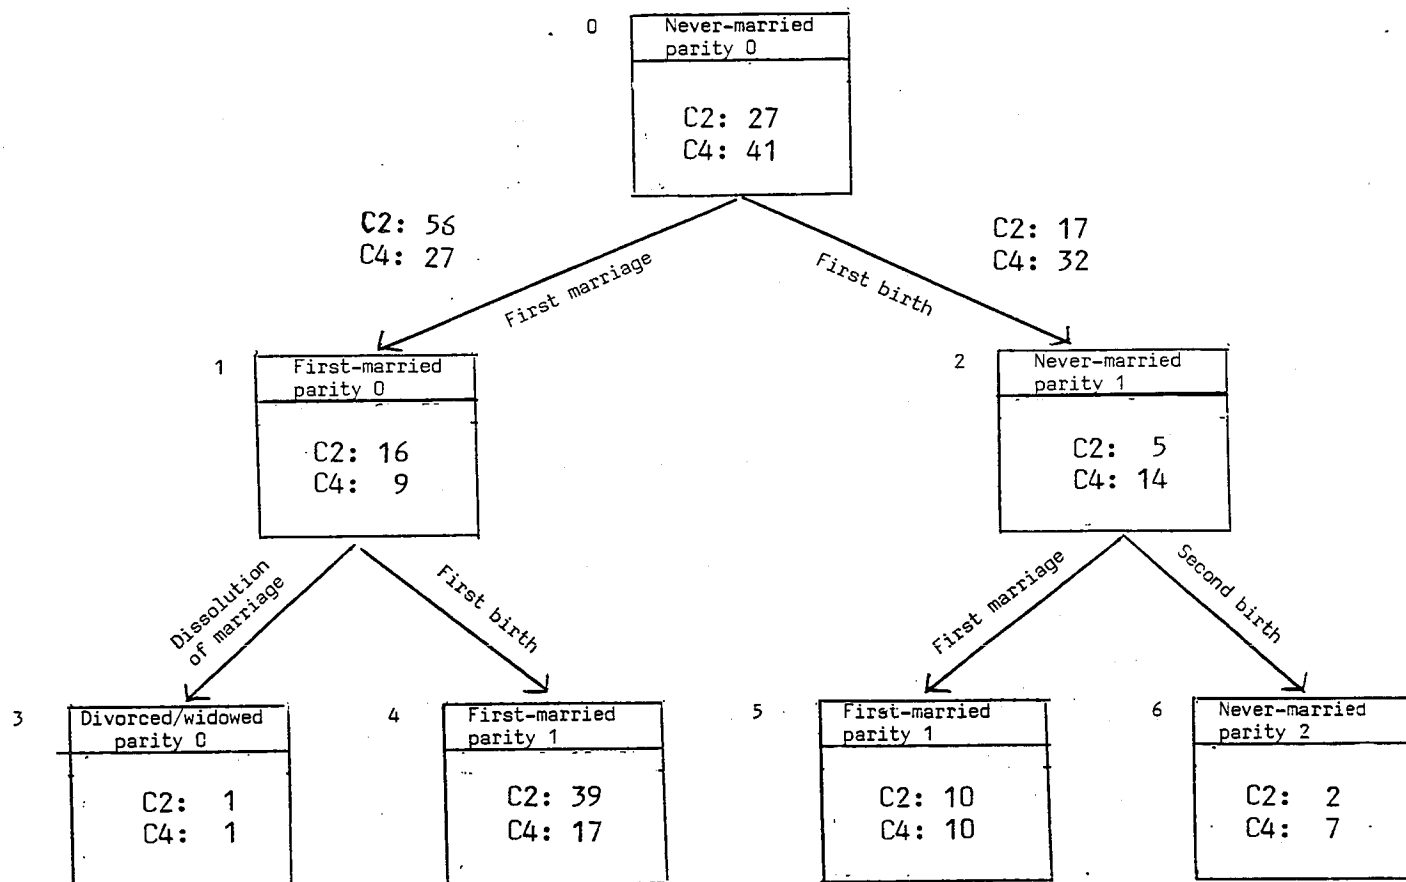 0
Never-married
parity 0
C2: 27
C4: 41
C2: 56
C4: 27
First marriage
First birth
C2: 17
C4: 32
1
First-married
parity 0
C2: 16
C4: 9
2
Never-married
parity 1
C2: 5
C4: 14
Dissolution
of marriage
First birth
First marriage
Second birth
3
Divorced/widowed
parity 0
C2: 1
C4: 1
4
First-married
parity 1
C2: 39
C4: 17
5
First-married
parity 1
C2: 10
C4: 10
6
Never-married
parity 2
C2: 2
C4: 7